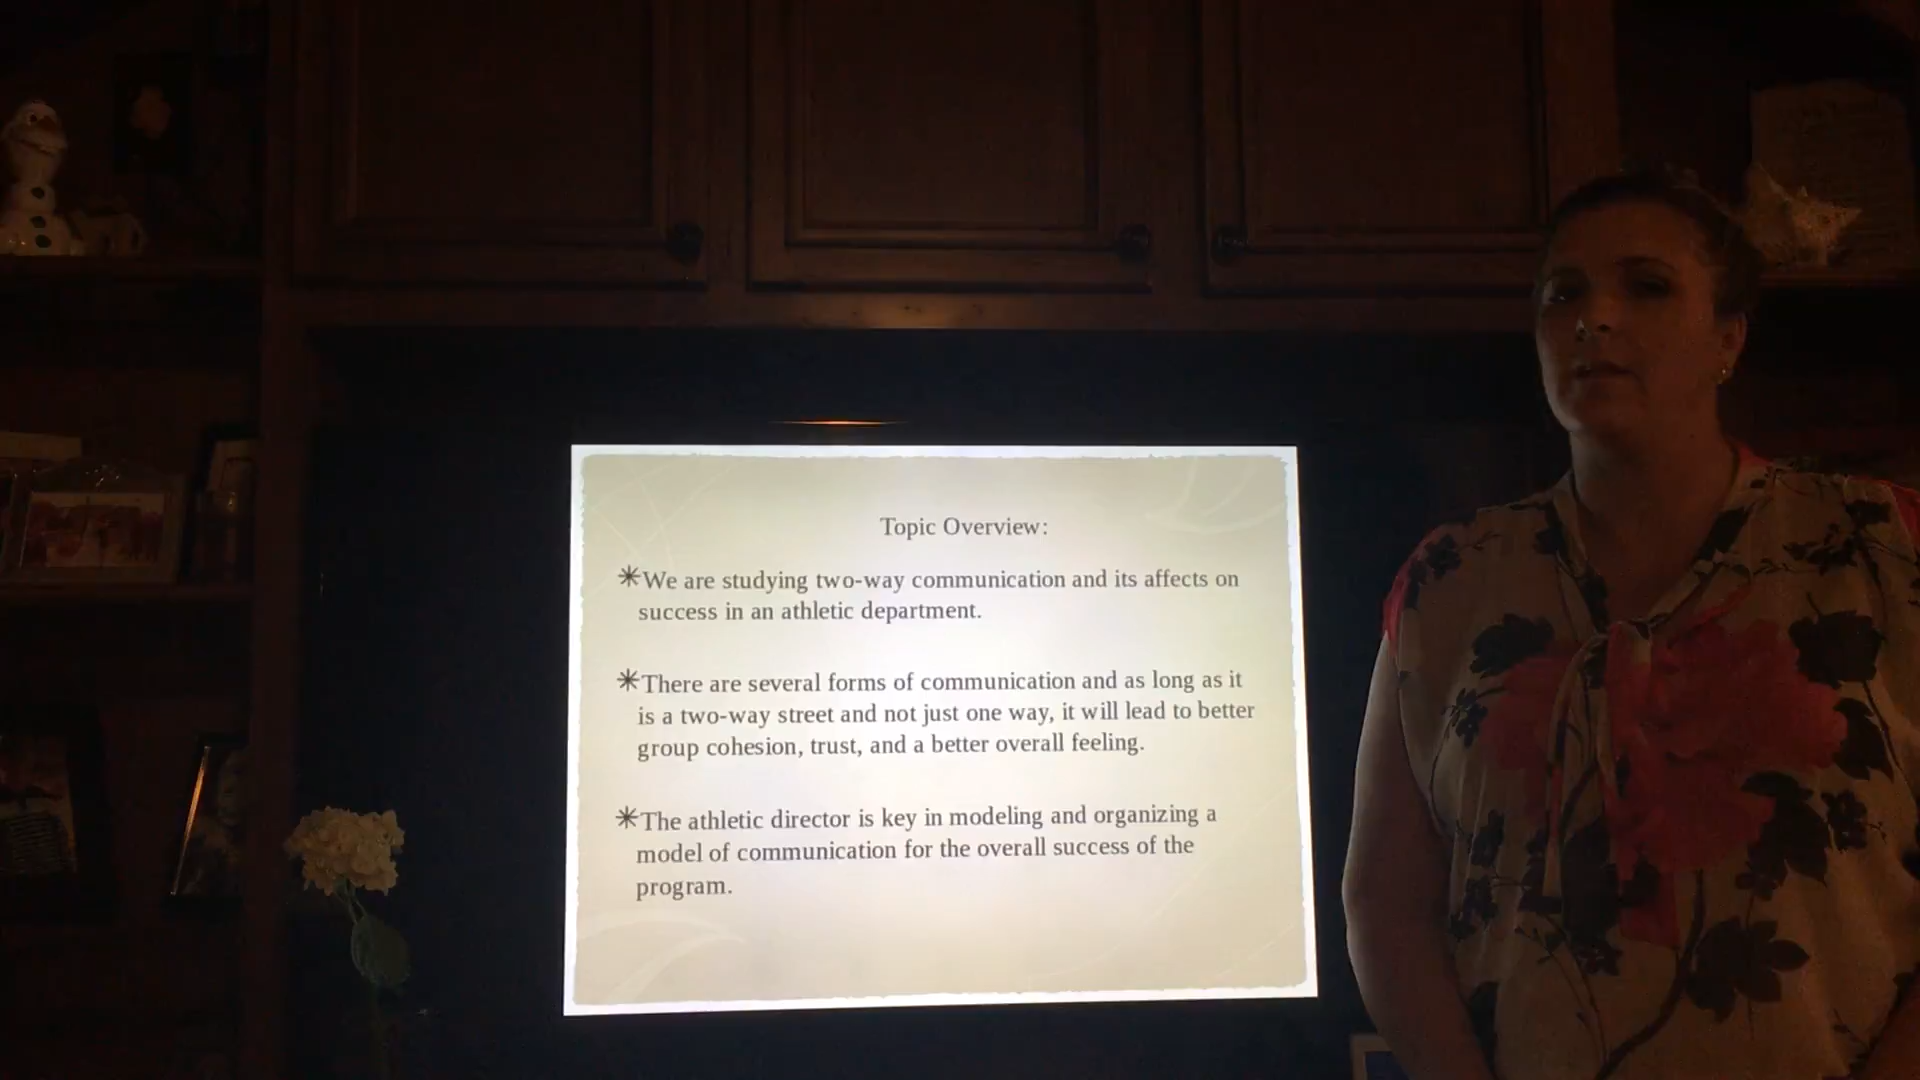 Topic Overview:
✳We are studying two-way communication and its affects on
success in an athletic department.
✳There are several forms of communication and as long as it
is a two-way street and not just one way, it will lead to better
group cohesion, trust, and a better overall feeling.
✳The athletic director is key in modeling and organizing a
model of communication for the overall success of the
program.